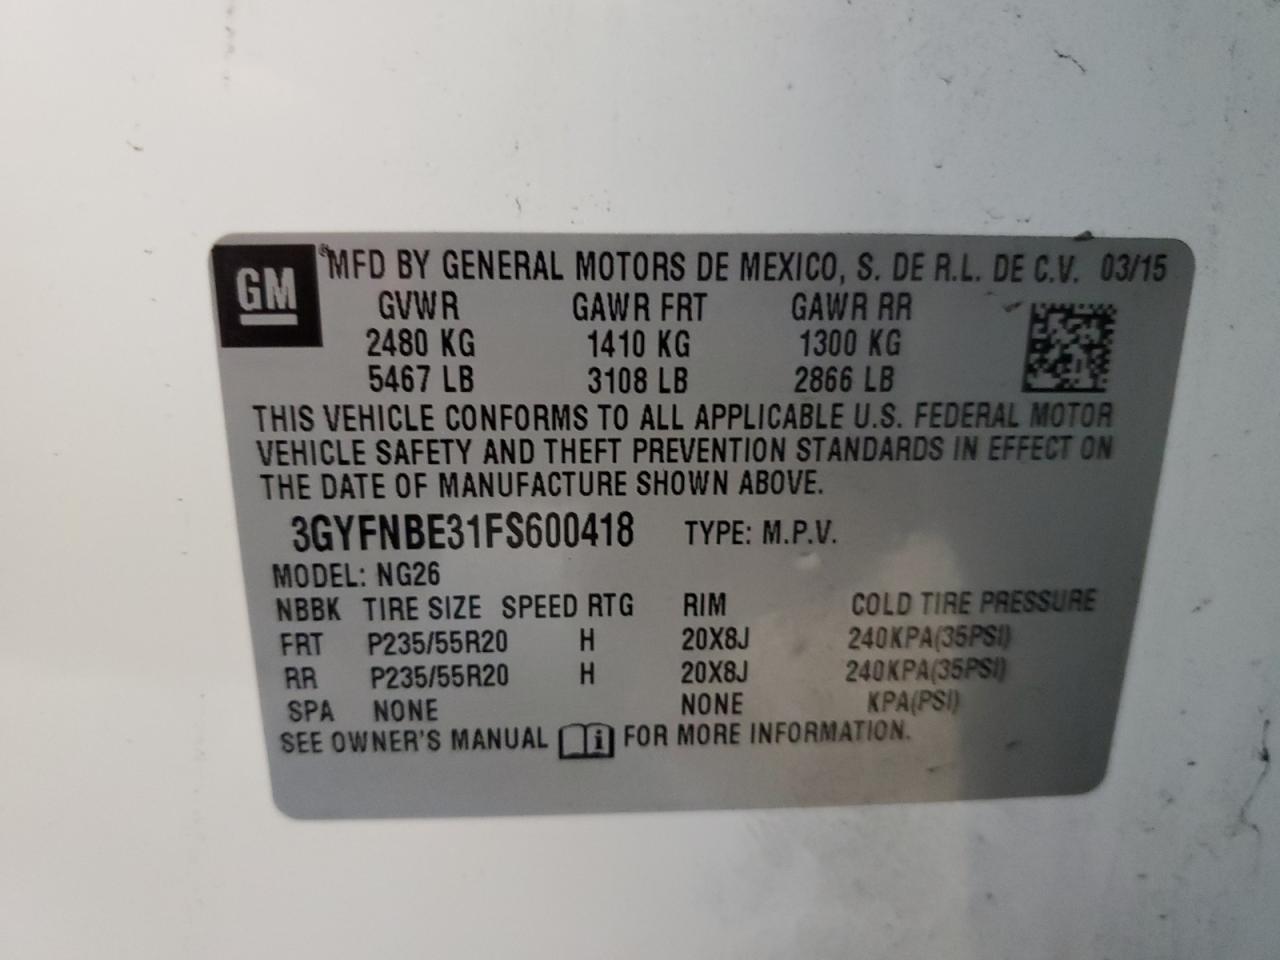 GM MFD BY GENERAL MOTORS DE MEXICO, S. DE R.L. DE C.V. 03/15
GVWR GAWR FRT GAWR RR
2480 KG 1410 KG 1300 KG
5467 LB 3108 LB 2866 LB
THIS VEHICLE CONFORMS TO ALL APPLICABLE U.S. FEDERAL MOTOR
VEHICLE SAFETY AND THEFT PREVENTION STANDARDS IN EFFECT ON
THE DATE OF MANUFACTURE SHOWN ABOVE.
3GYFNBE31FS600418 TYPE: M.P.V.
MODEL: NG26
NBBK TIRE SIZE SPEED RTG RIM COLD TIRE PRESSURE
FRT P235/55R20 H 20X8J 240KPA(35PSI)
RR P235/55R20 H 20X8J 240KPA(35PSI)
SPA NONE NONE KPA(PSI)
SEE OWNER'S MANUAL i FOR MORE INFORMATION.